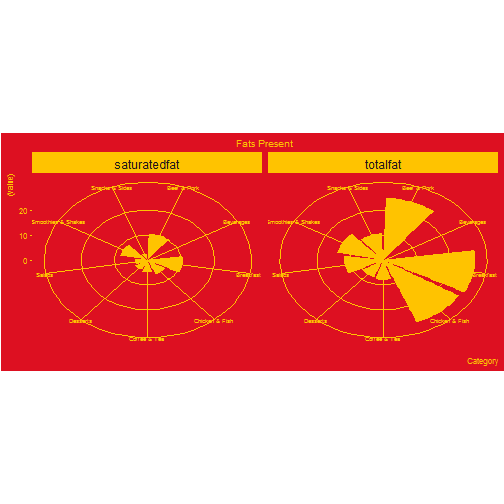 Fats Present
saturatedfat
totalfat
(Value)
20
10
0
Snacks & Sides
Beef & Pork
Smoothies & Shakes
Beverages
Salads
Breakfast
Desserts
Chicken & Fish
Coffee & Tea
Snacks & Sides
Beef & Pork
Smoothies & Shakes
Beverages
Salads
Breakfast
Desserts
Chicken & Fish
Coffee & Tea
Category